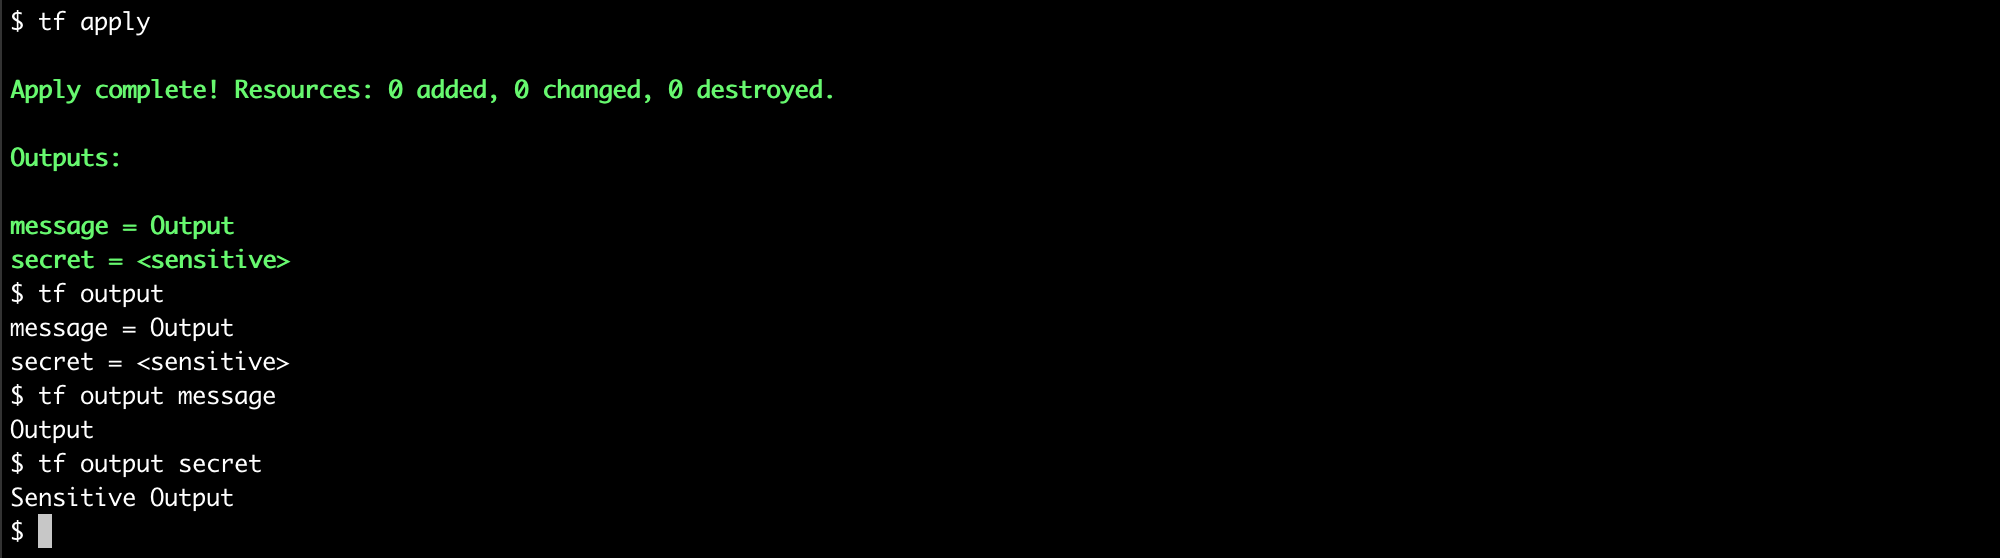 $ tf apply
Apply complete! Resources: 0 added, 0 changed, 0 destroyed.
Outputs:
message = Output
secret = <sensitive>
$ tf output
message = Output
secret = <sensitive>
$ tf output message
Output
$ tf output secret
Sensitive Output
$